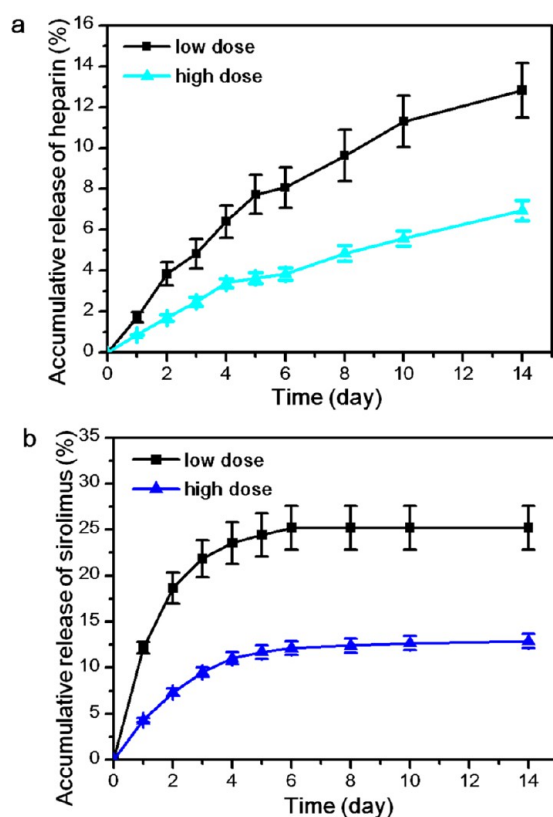 a
Accumulative release of heparin (%)
16
14
12
10
8
6
4
2
0
low dose
high dose
0 2 4 6 8 10 12 14
Time (day)
b
Accumulative release of sirolimus (%)
35
30
25
20
15
10
5
0
low dose
high dose
0 2 4 6 8 10 12 14
Time (day)